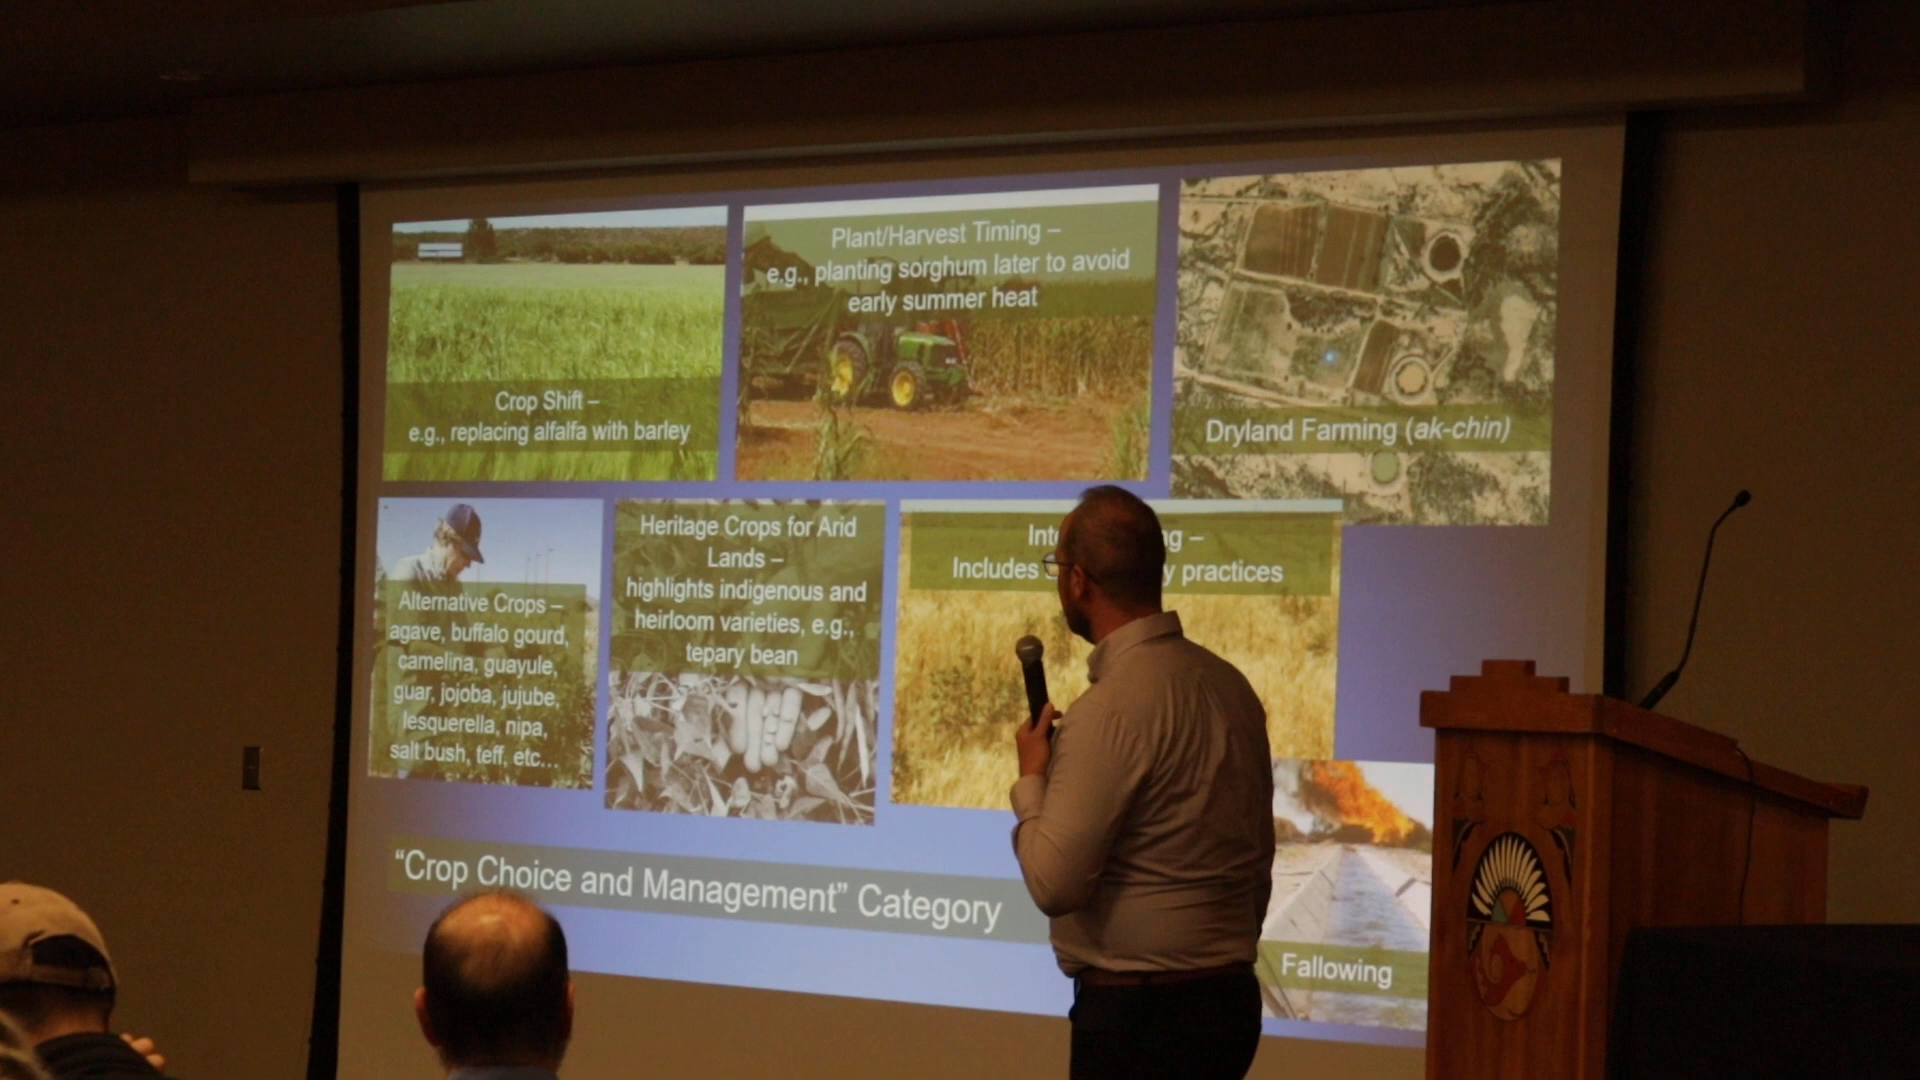 Crop Shift –
e.g., replacing alfalfa with barley
Plant/Harvest Timing –
e.g., planting sorghum later to avoid
early summer heat
Dryland Farming (ak-chin)
Alternative Crops –
agave, buffalo gourd,
camelina, guayule,
guar, jojoba, jujube,
lesquerella, nipa,
salt bush, teff, etc…
Heritage Crops for Arid
Lands –
highlights indigenous and
heirloom varieties, e.g.,
tepary bean
–
Includes practices
Fallowing
“Crop Choice and Management” Category